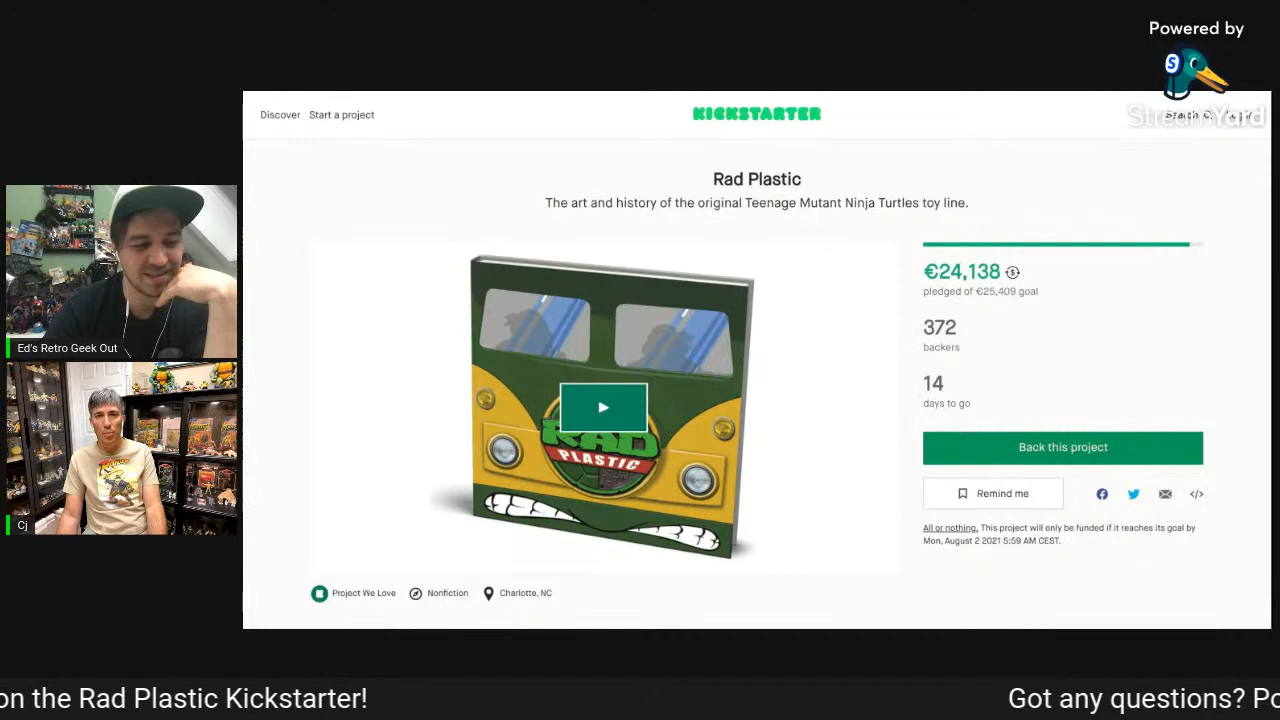 Powered by
StreamYard
Discover Start a project
KICKSTARTER
Rad Plastic
The art and history of the original Teenage Mutant Ninja Turtles toy line.
€24,138
pledged of €25,409 goal
372
backers
14
days to go
Back this project
Remind me
All or nothing. This project will only be funded if it reaches its goal by
Mon, August 2 2021 5:59 AM CEST.
RAD
PLASTIC
Project We Love Nonfiction Charlotte, NC
Ed's Retro Geek Out
Cj
on the Rad Plastic Kickstarter!
Got any questions? Po